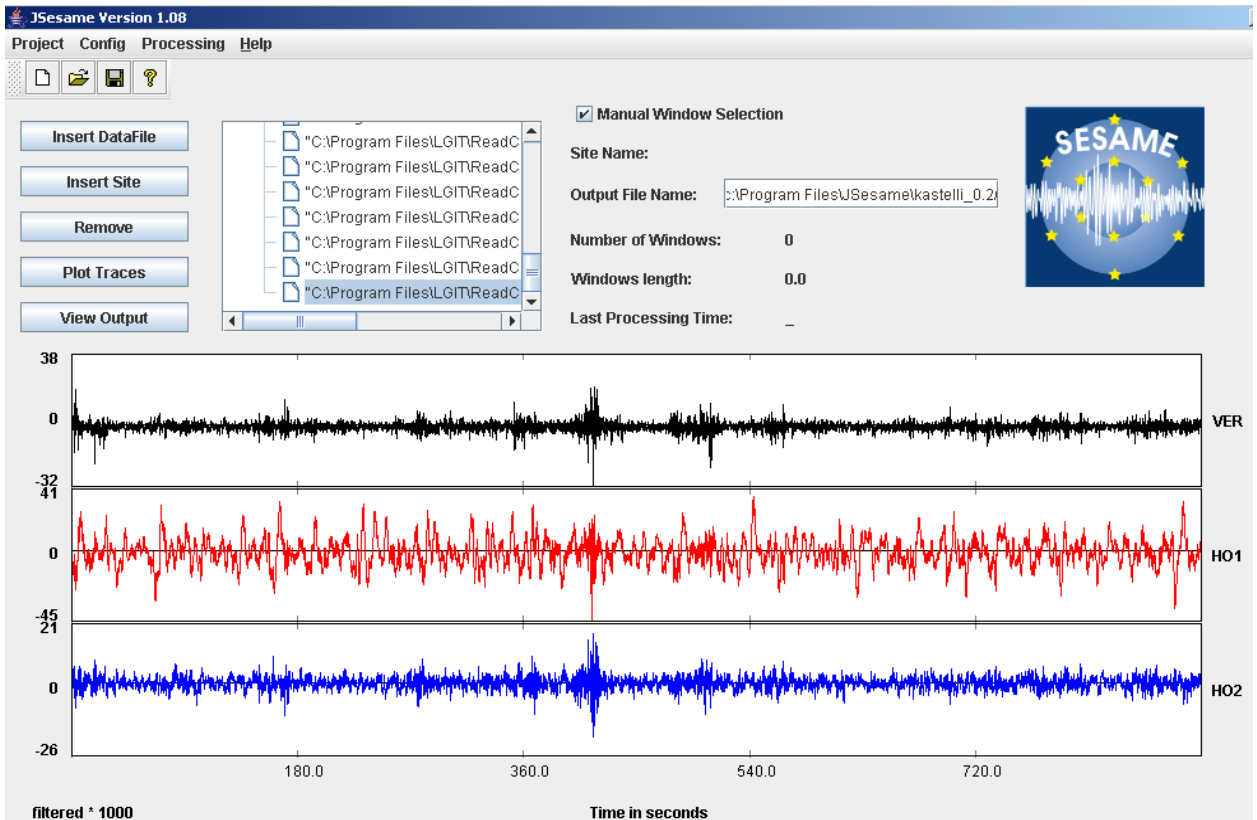 JSesame Version 1.08
Project Config Processing Help
Insert DataFile
Insert Site
Remove
Plot Traces
View Output
"C:\Program Files\LGIT\ReadC
"C:\Program Files\LGIT\ReadC
"C:\Program Files\LGIT\ReadC
"C:\Program Files\LGIT\ReadC
"C:\Program Files\LGIT\ReadC
"C:\Program Files\LGIT\ReadC
"C:\Program Files\LGIT\ReadC
Manual Window Selection
Site Name:
Output File Name: :\Program Files\JSesame\kastelli_0.2
Number of Windows: 0
Windows length: 0.0
Last Processing Time: _
SESAME
38
0
-32
VER
41
0
-45
HO1
21
0
-26
HO2
180.0 360.0 540.0 720.0
filtered * 1000 Time in seconds